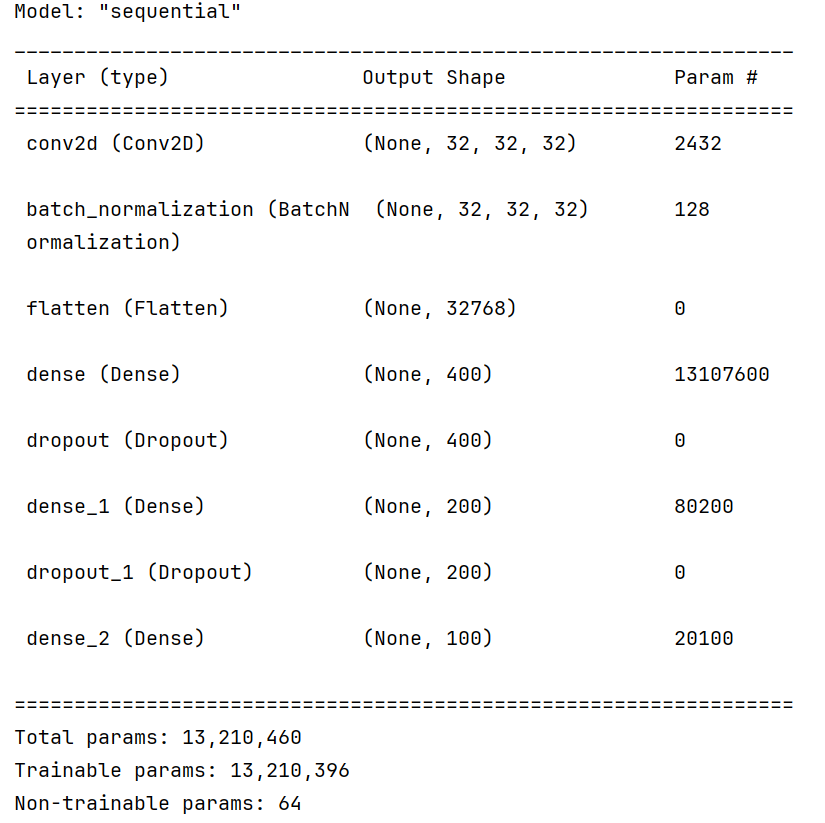 Model: "sequential"
_________________________________________________________________
Layer (type) Output Shape Param #
=================================================================
conv2d (Conv2D) (None, 32, 32, 32) 2432
batch_normalization (BatchN (None, 32, 32, 32) 128
ormalization)
flatten (Flatten) (None, 32768) 0
dense (Dense) (None, 400) 13107600
dropout (Dropout) (None, 400) 0
dense_1 (Dense) (None, 200) 80200
dropout_1 (Dropout) (None, 200) 0
dense_2 (Dense) (None, 100) 20100
=================================================================
Total params: 13,210,460
Trainable params: 13,210,396
Non-trainable params: 64